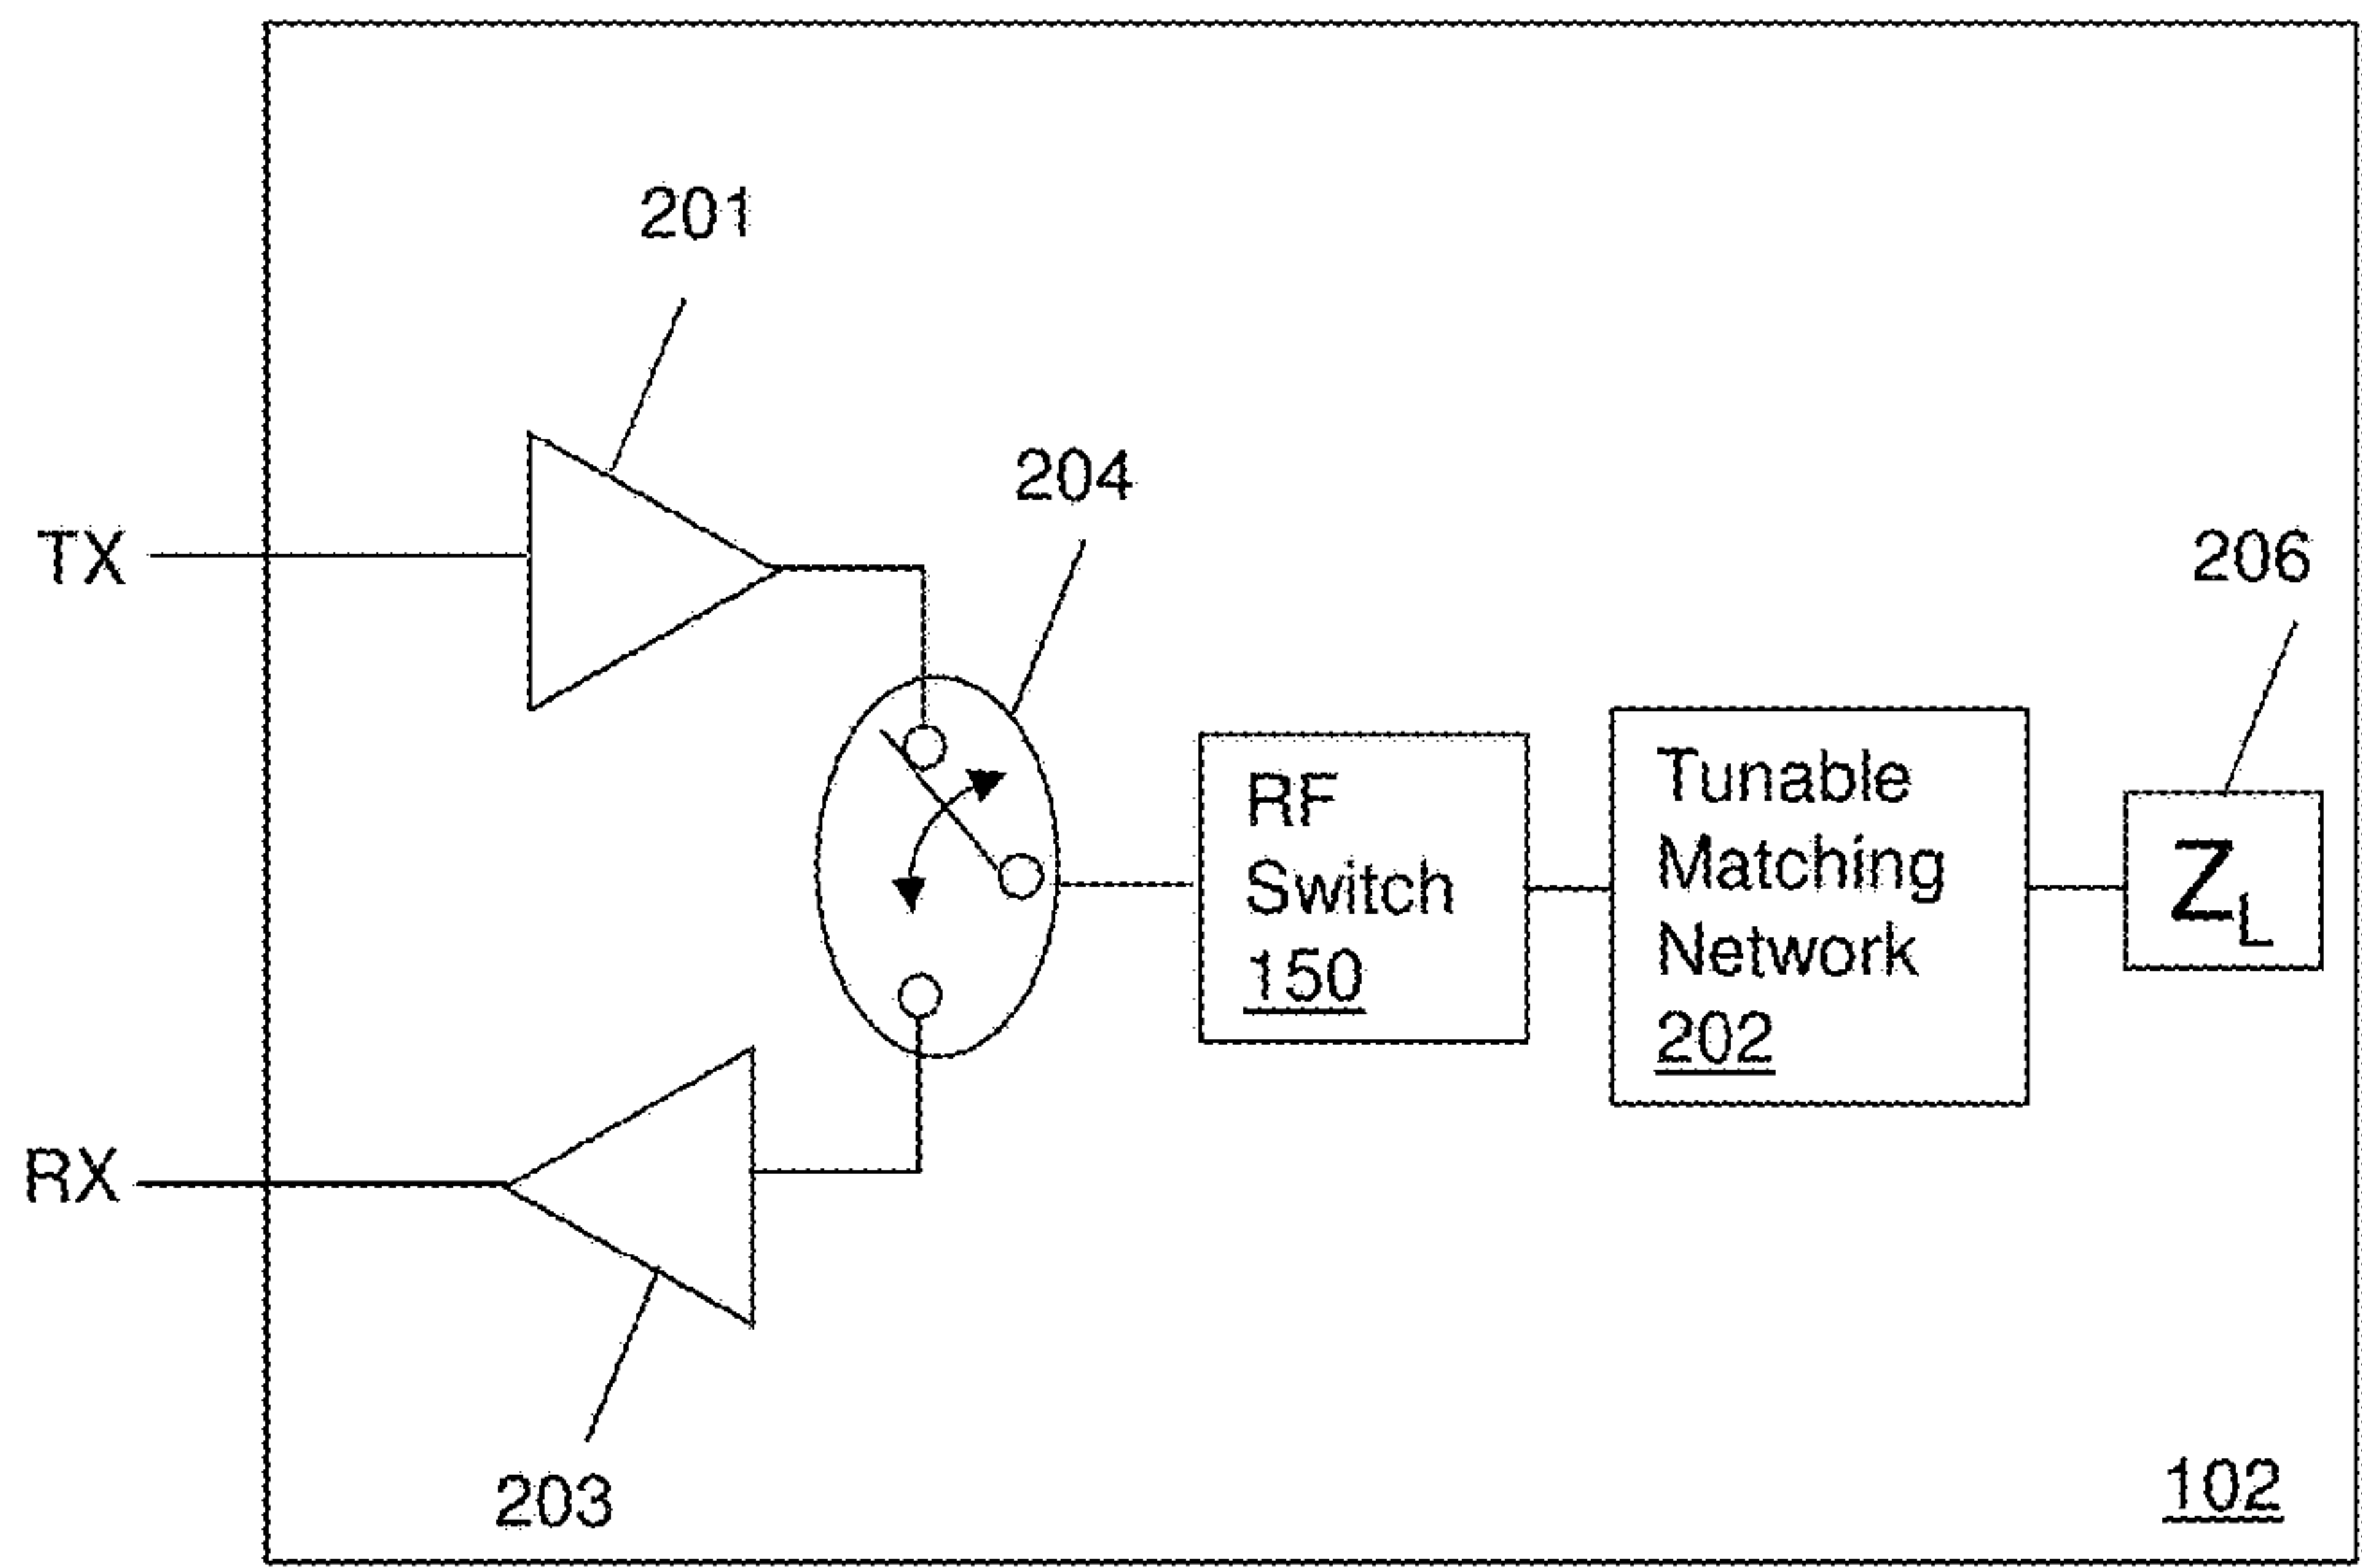 201
204
TX
206
RF
Switch
150
Tunable
Matching
Network
202
ZL
RX
203
102